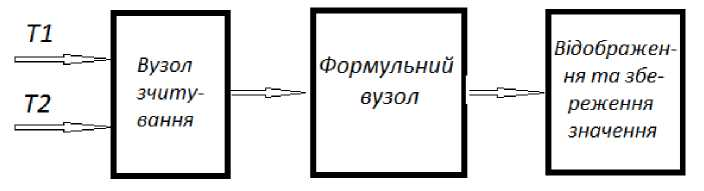 T1
T2
Вузол
зчиту-
вання
Формульний
вузол
Відображен-
ня та збе-
реження
значення